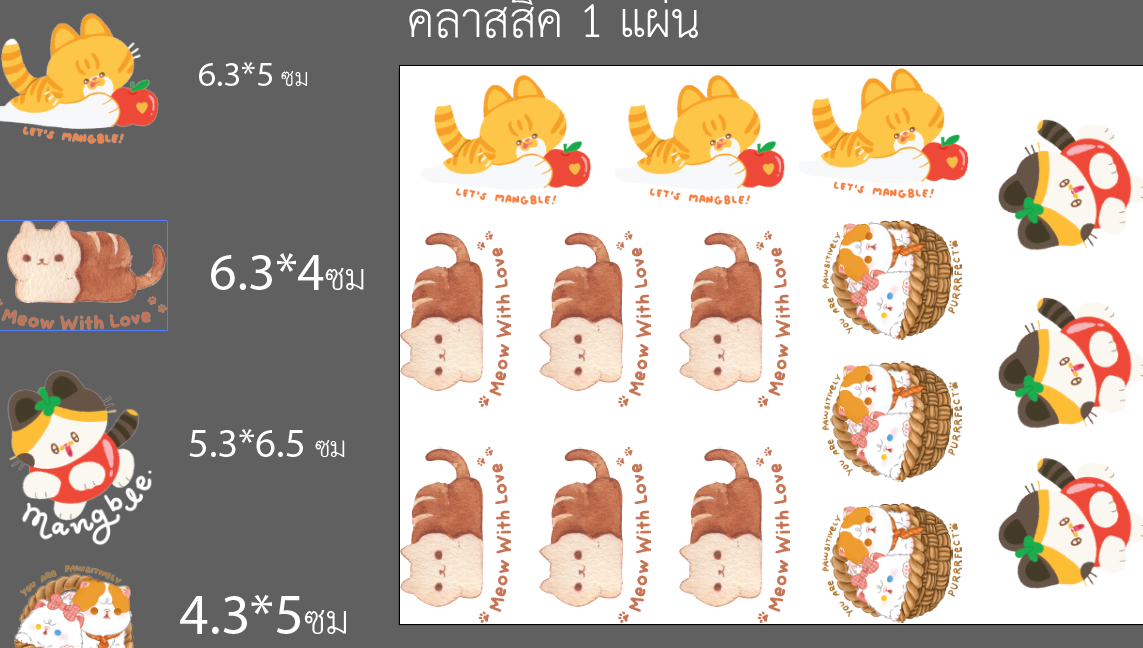 คลาสสิค 1 แผ่น
6.3*5 ซม
LET'S MANGBLE!
6.3*4ซม
Meow With Love
5.3*6.5 ซม
mangble.
4.3*5ซม
YOU ARE PAWSITIVELY
LET'S MANGBLE!
LET'S MANGBLE!
LET'S MANGBLE!
Meow With Love
Meow With Love
Meow With Love
YOU ARE PAWSITIVELY
PURRRFECT
YOU ARE PAWSITIVELY
PURRRFECT
Meow With Love
Meow With Love
Meow With Love
YOU ARE PAWSITIVELY
PURRRFECT